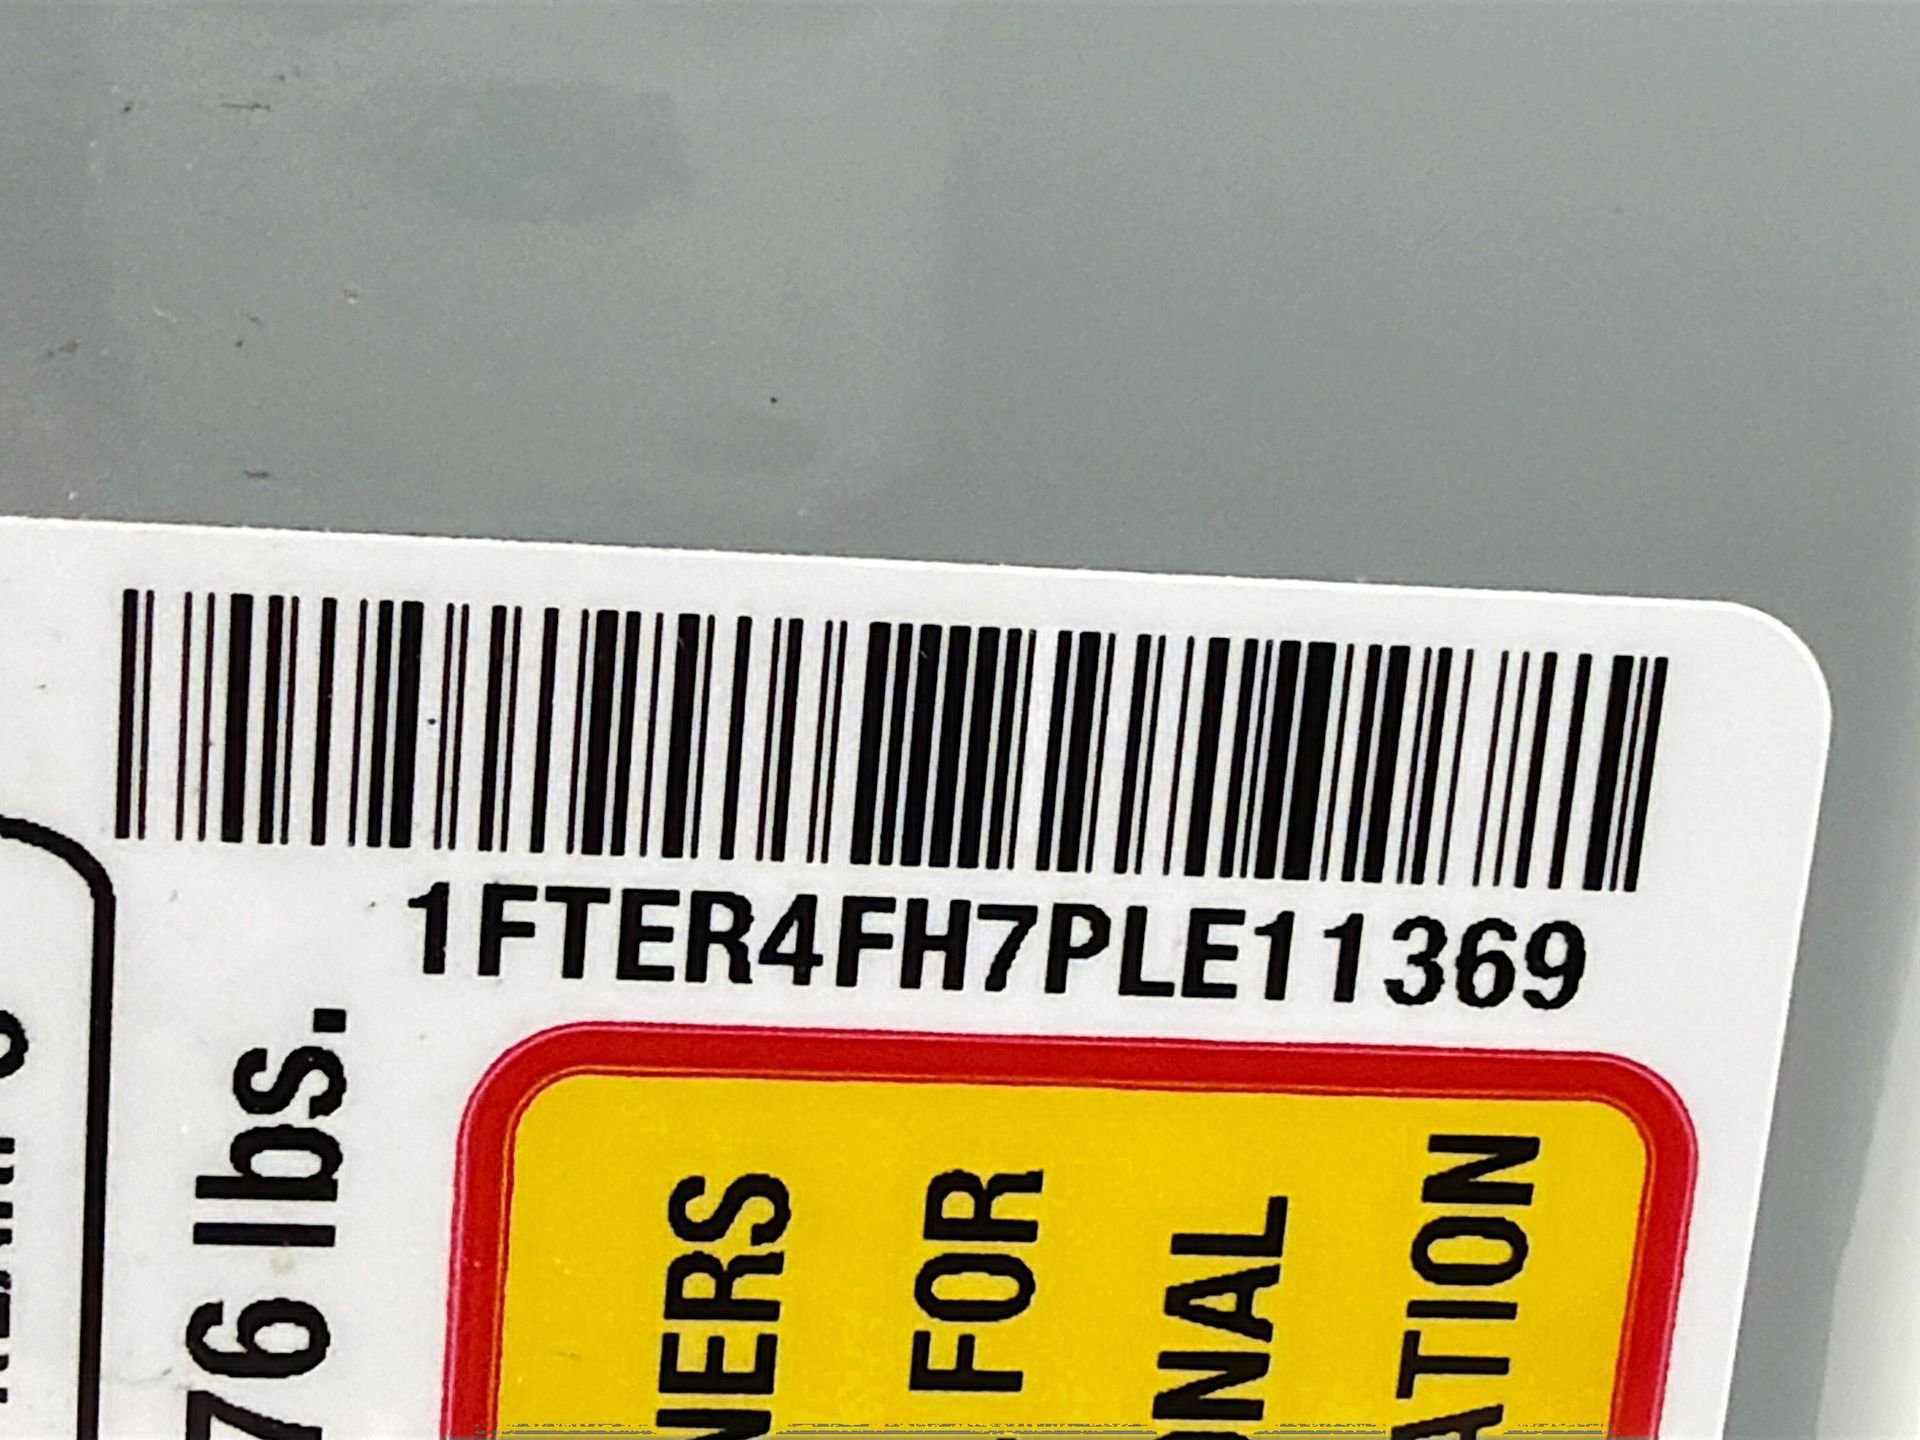 1FTER4FH7PLE11369
76 lbs.
NERS
FOR
ONAL
ATION